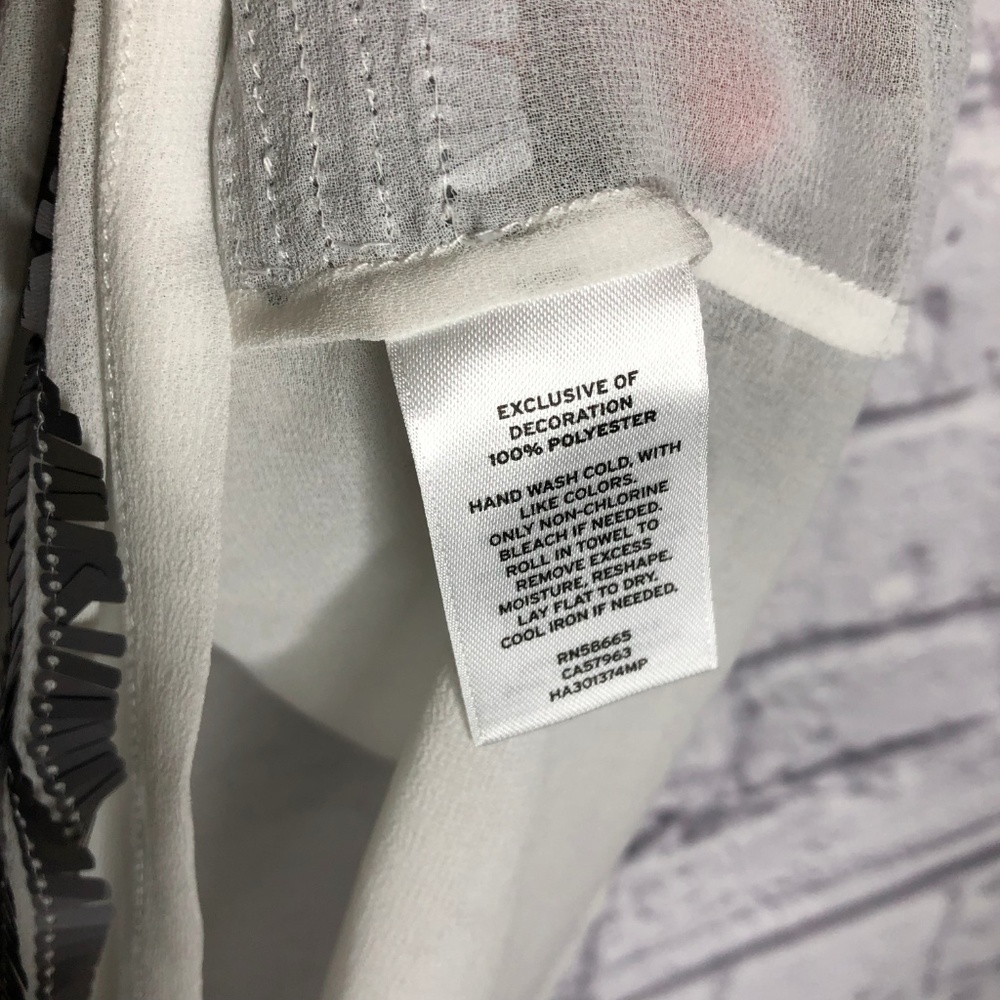 EXCLUSIVE OF
DECORATION
100% POLYESTER
HAND WASH COLD, WITH
LIKE COLORS.
ONLY NON-CHLORINE
BLEACH IF NEEDED.
ROLL IN TOWEL TO
REMOVE EXCESS
MOISTURE, RESHAPE.
LAY FLAT TO DRY.
COOL IRON IF NEEDED.
RN58665
CA57963
HA301374MP